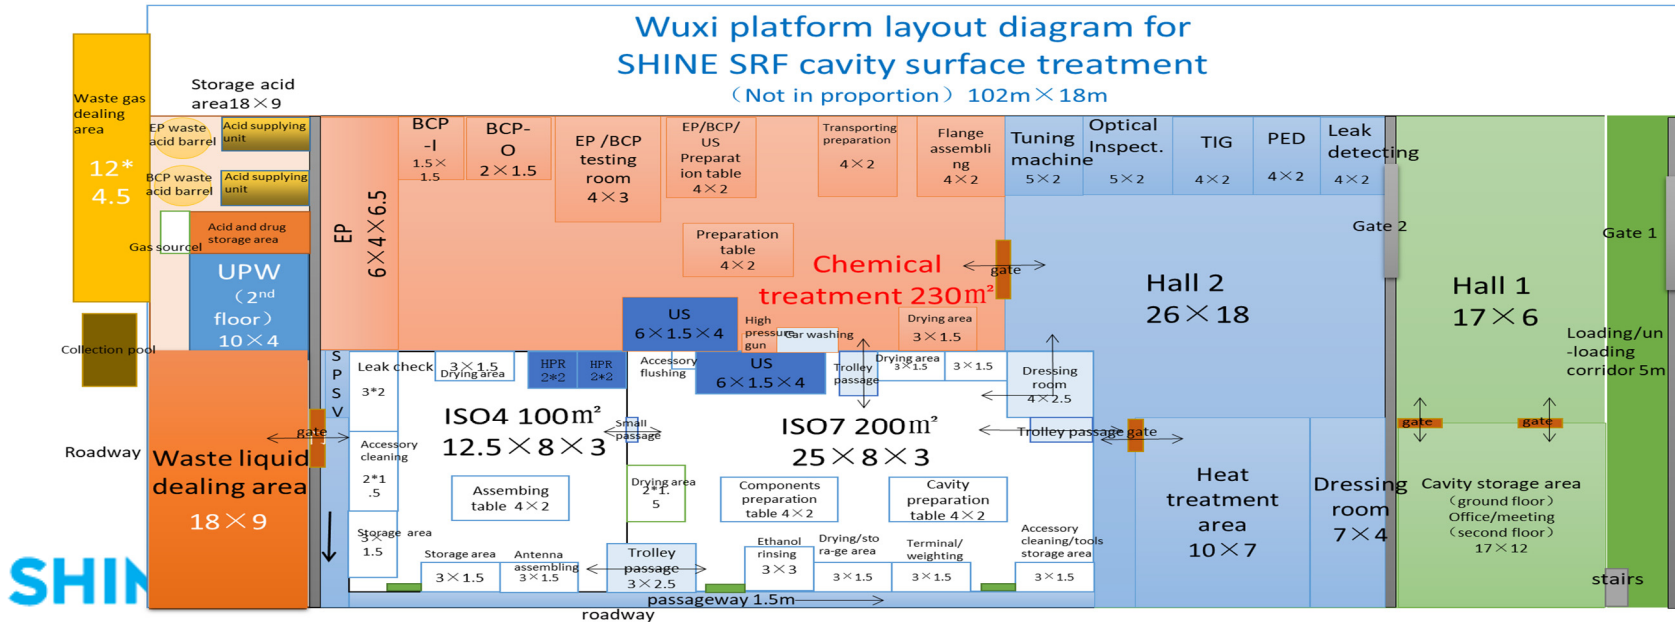 Wuxi platform layout diagram for
SHINE SRF cavity surface treatment
（Not in proportion）102m×18m
Waste gas
dealing
area
12*
4.5
Storage acid
area18×9
EP waste
acid barrel
Acid supplying
unit
BCP waste
acid barrel
Acid supplying
unit
Acid and drug
storage area
Gas sourcel
UPW
（2nd
floor）
10×4
Collection pool
Roadway
Waste liquid
dealing area
18×9
SHIN
EP
6×4×6.5
BCP
-I
1.5×
1.5
BCP-
O
2×1.5
EP /BCP
testing
room
4×3
EP/BCP/
US
Preparat
ion table
4×2
Transporting
preparation
4×2
Flange
assembli
ng
4×2
Preparation
table
4×2
Chemical
treatment 230m²
gate
US
6×1.5×4
High
pressure
gun
Car washing
Drying area
3×1.5
Tuning
machine
5×2
Optical
Inspect.
5×2
TIG
4×2
PED
4×2
Leak
detecting
4×2
Hall 2
26×18
Gate 2
Hall 1
17×6
Gate 1
Loading/un
-loading
corridor 5m
S
P
S
V
gate
Leak check
3*2
3×1.5
Drying area
HPR
2*2
HPR
2*2
Accessory
flushing
US
6×1.5×4
Trolley
passage
Drying area
3×1.5
3×1.5
Dressing
room
4×2.5
ISO4 100m²
12.5×8×3
Small
passage
ISO7 200m²
25×8×3
Trolley passage
gate
Accessory
cleaning
2*1
.5
Assembing
table 4×2
Drying area
2*1.
5
Components
preparation
table 4×2
Cavity
preparation
table 4×2
Storage area
3×
1.5
Storage area
3×1.5
Antenna
assembling
3×1.5
Trolley
passage
3×2.5
Ethanol
rinsing
3×3
Drying/sto
ra-ge area
3×1.5
Terminal/
weighting
3×1.5
Accessory
cleaning/tools
storage area
3×1.5
passageway 1.5m
roadway
Heat
treatment
area
10×7
Dressing
room
7×4
gate
gate
Cavity storage area
（ground floor）
Office/meeting
（second floor）
17×12
stairs